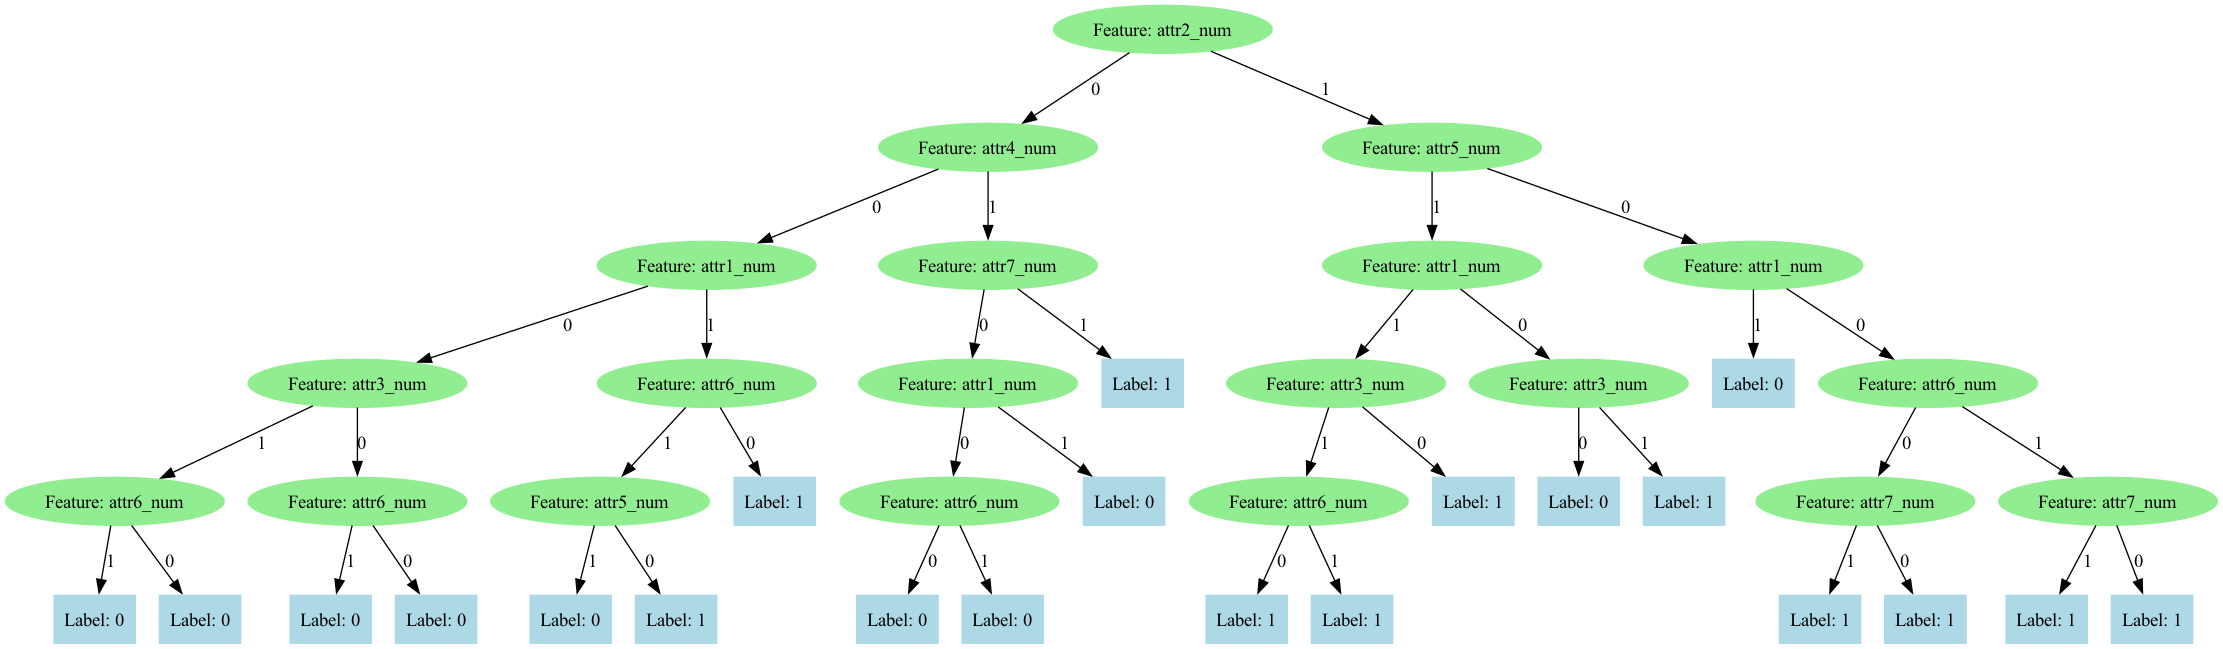 Feature: attr2_num
0
1
Feature: attr4_num
Feature: attr5_num
0
1
1
0
Feature: attr1_num
Feature: attr7_num
Feature: attr1_num
Feature: attr1_num
0
1
0
1
1
0
1
0
Feature: attr3_num
Feature: attr6_num
Feature: attr1_num
Label: 1
Feature: attr3_num
Feature: attr3_num
Label: 0
Feature: attr6_num
1
0
1
0
0
1
1
0
0
1
0
1
Feature: attr6_num
Feature: attr6_num
Feature: attr5_num
Label: 1
Feature: attr6_num
Label: 0
Feature: attr6_num
Label: 1
Label: 0
Label: 1
Feature: attr7_num
Feature: attr7_num
1
0
1
0
1
0
0
1
0
1
1
0
1
0
Label: 0
Label: 0
Label: 0
Label: 0
Label: 0
Label: 1
Label: 0
Label: 0
Label: 1
Label: 1
Label: 1
Label: 1
Label: 1
Label: 1